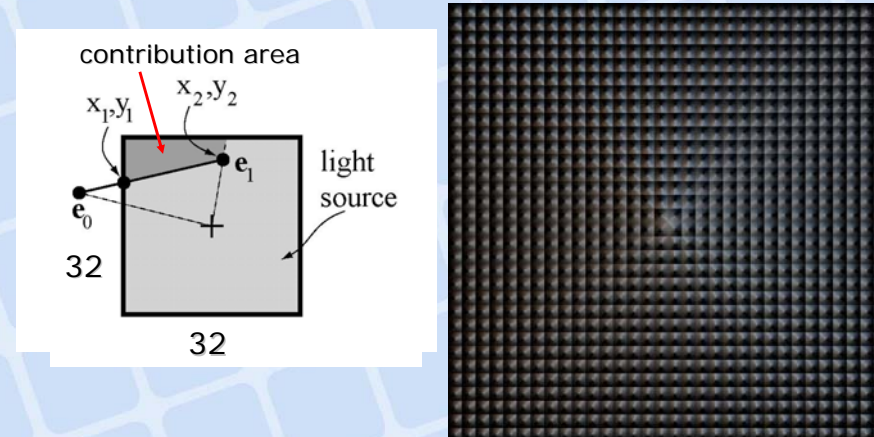 contribution area
x₂,y₂
x₁,y₁
e₁
light
source
e₀
32
32